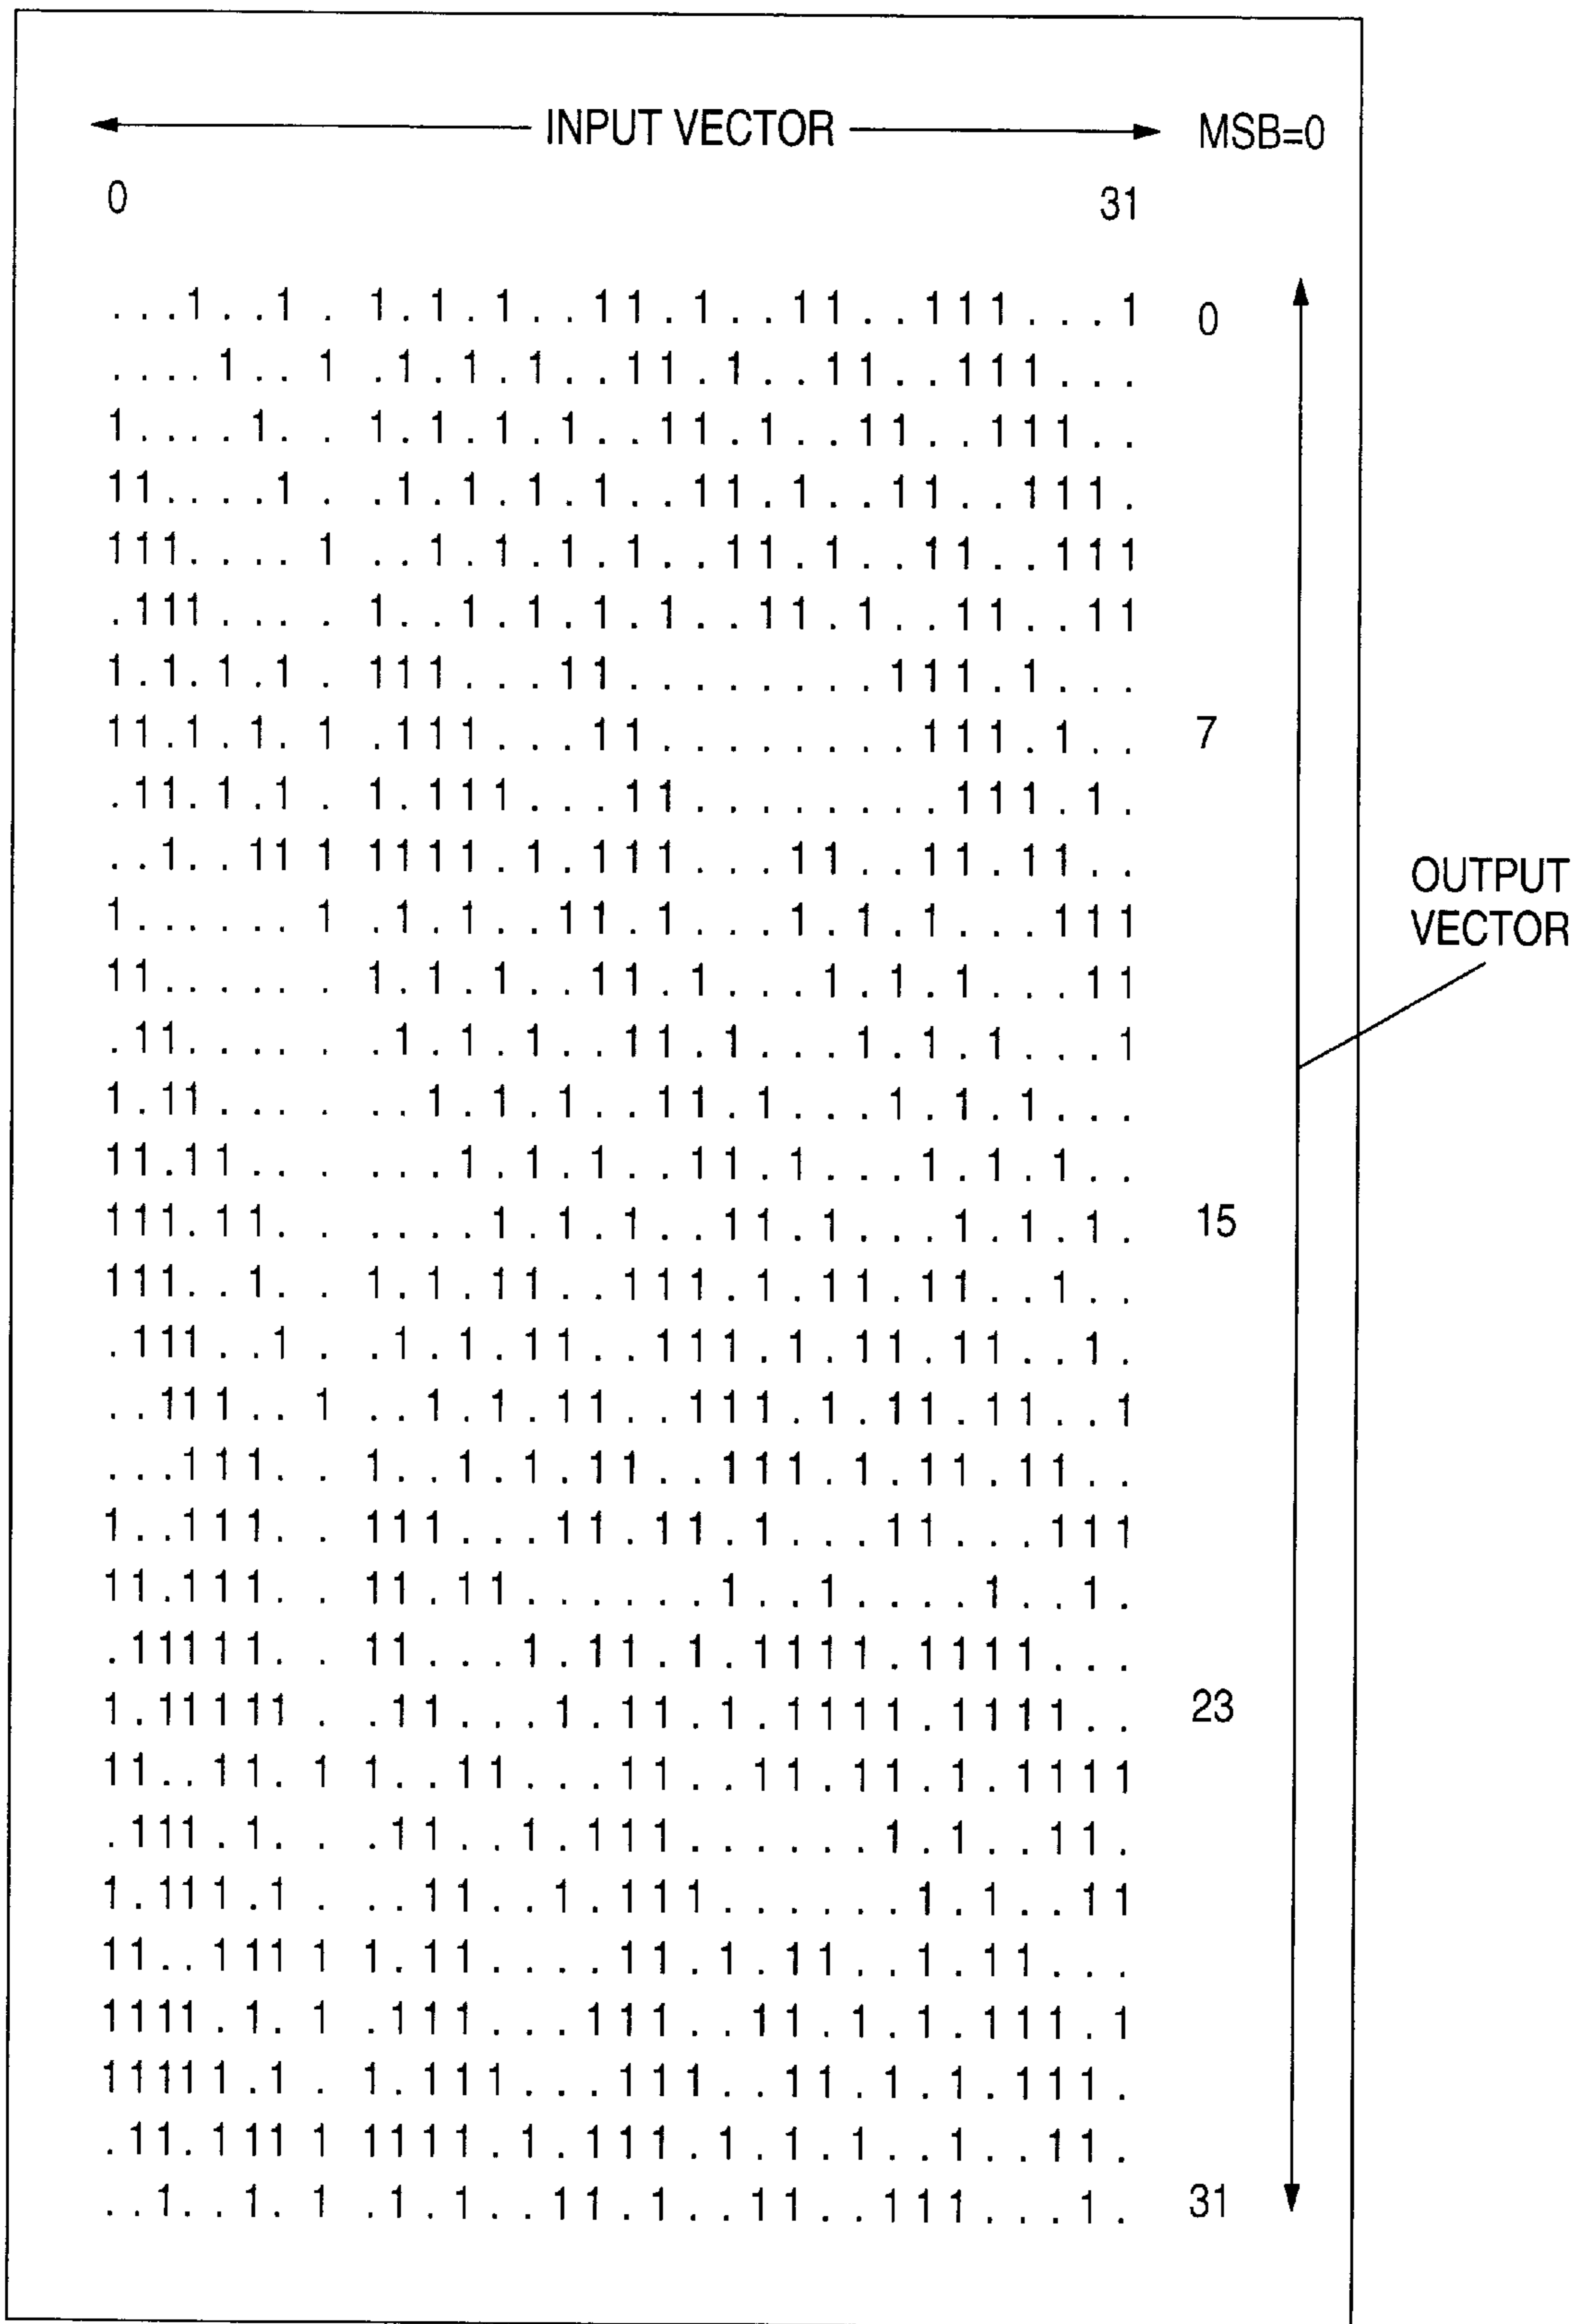 INPUT VECTOR MSB=0
0 31
...1..1 . 1.1.1..11.1..11..111...1 0
....1.. 1 .1.1.1..11.1..11..111...
1....1. . 1.1.1.1..11.1..11..111..
11....1 . .1.1.1.1..11.1..11..111.
111.... 1 ..1.1.1.1..11.1..11..111
.111... . 1..1.1.1.1..11.1..11..11
1.1.1.1 . 111...11........111.1...
11.1.1. 1 .111...11........111.1.. 7
.11.1.1 . 1.111...11........111.1.
..1..11 1 1111.1.111...11..11.11..
1...... 1 .1.1..11.1...1.1.1...111
11..... . 1.1.1..11.1...1.1.1...11
.11.... . .1.1.1..11.1...1.1.1...1
1.11... . ..1.1.1..11.1...1.1.1...
11.11.. . ...1.1.1..11.1...1.1.1..
111.11. . ....1.1.1..11.1...1.1.1. 15
111..1. . 1.1.11..111.1.11.11..1..
.111..1 . .1.1.11..111.1.11.11..1.
..111.. 1 ..1.1.11..111.1.11.11..1
...111. . 1..1.1.11..111.1.11.11..
1..111. . 111...11.11.1...11...111
11.111. . 11.11......1..1....1..1.
.11111. . 11...1.11.1.1111.1111...
1.11111 . .11...1.11.1.1111.1111.. 23
11..11. 1 1..11...11..11.11.1.1111
.111.1. . .11..1.111......1.1..11.
1.111.1 . ..11..1.111......1.1..11
11..111 1 1.11....11.1.11..1.11...
1111.1. 1 .111...111..11.1.1.111.1
11111.1 . 1.111...111..11.1.1.111.
.11.111 1 1111.1.111.1.1.1..1..11.
..1..1. 1 .1.1..11.1..11..111...1. 31
OUTPUT
VECTOR